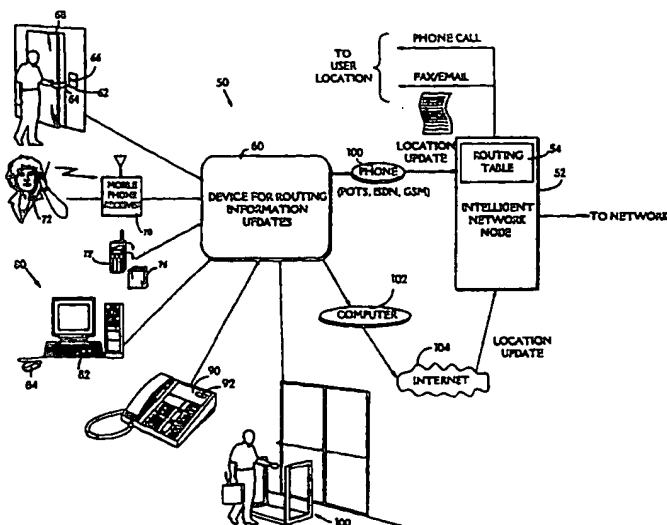 68
66
62
64
50
TO
USER
LOCATION
PHONE CALL
FAX/EMAIL
60
DEVICE FOR ROUTING
INFORMATION
UPDATES
100
PHONE
(POTS, ISDN, GSM)
LOCATION
UPDATE
ROUTING
TABLE
54
52
INTELLIGENT
NETWORK
NODE
TO NETWORK
72
MOBILE
PHONE
ACCESS
70
76
80
82
84
90
92
102
COMPUTER
104
INTERNET
LOCATION
UPDATE
100